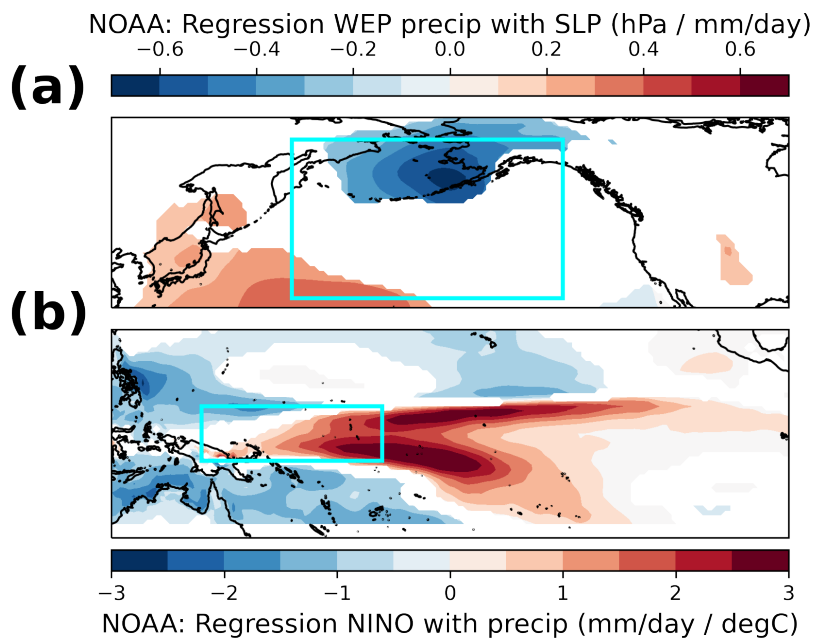 NOAA: Regression WEP precip with SLP (hPa / mm/day)
−0.6 −0.4 −0.2 0.0 0.2 0.4 0.6
(a)
(b)
−3 −2 −1 0 1 2 3
NOAA: Regression NINO with precip (mm/day / degC)